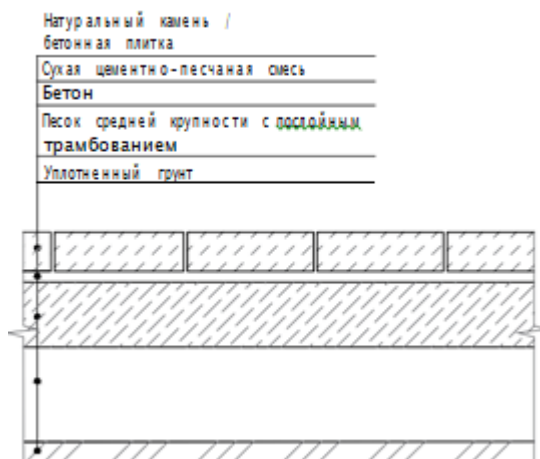 Натуральный камень /
бетонная плитка
Сухая цементно-песчаная смесь
Бетон
Песок средней крупности с послойным
трамбованием
Уплотненный грунт